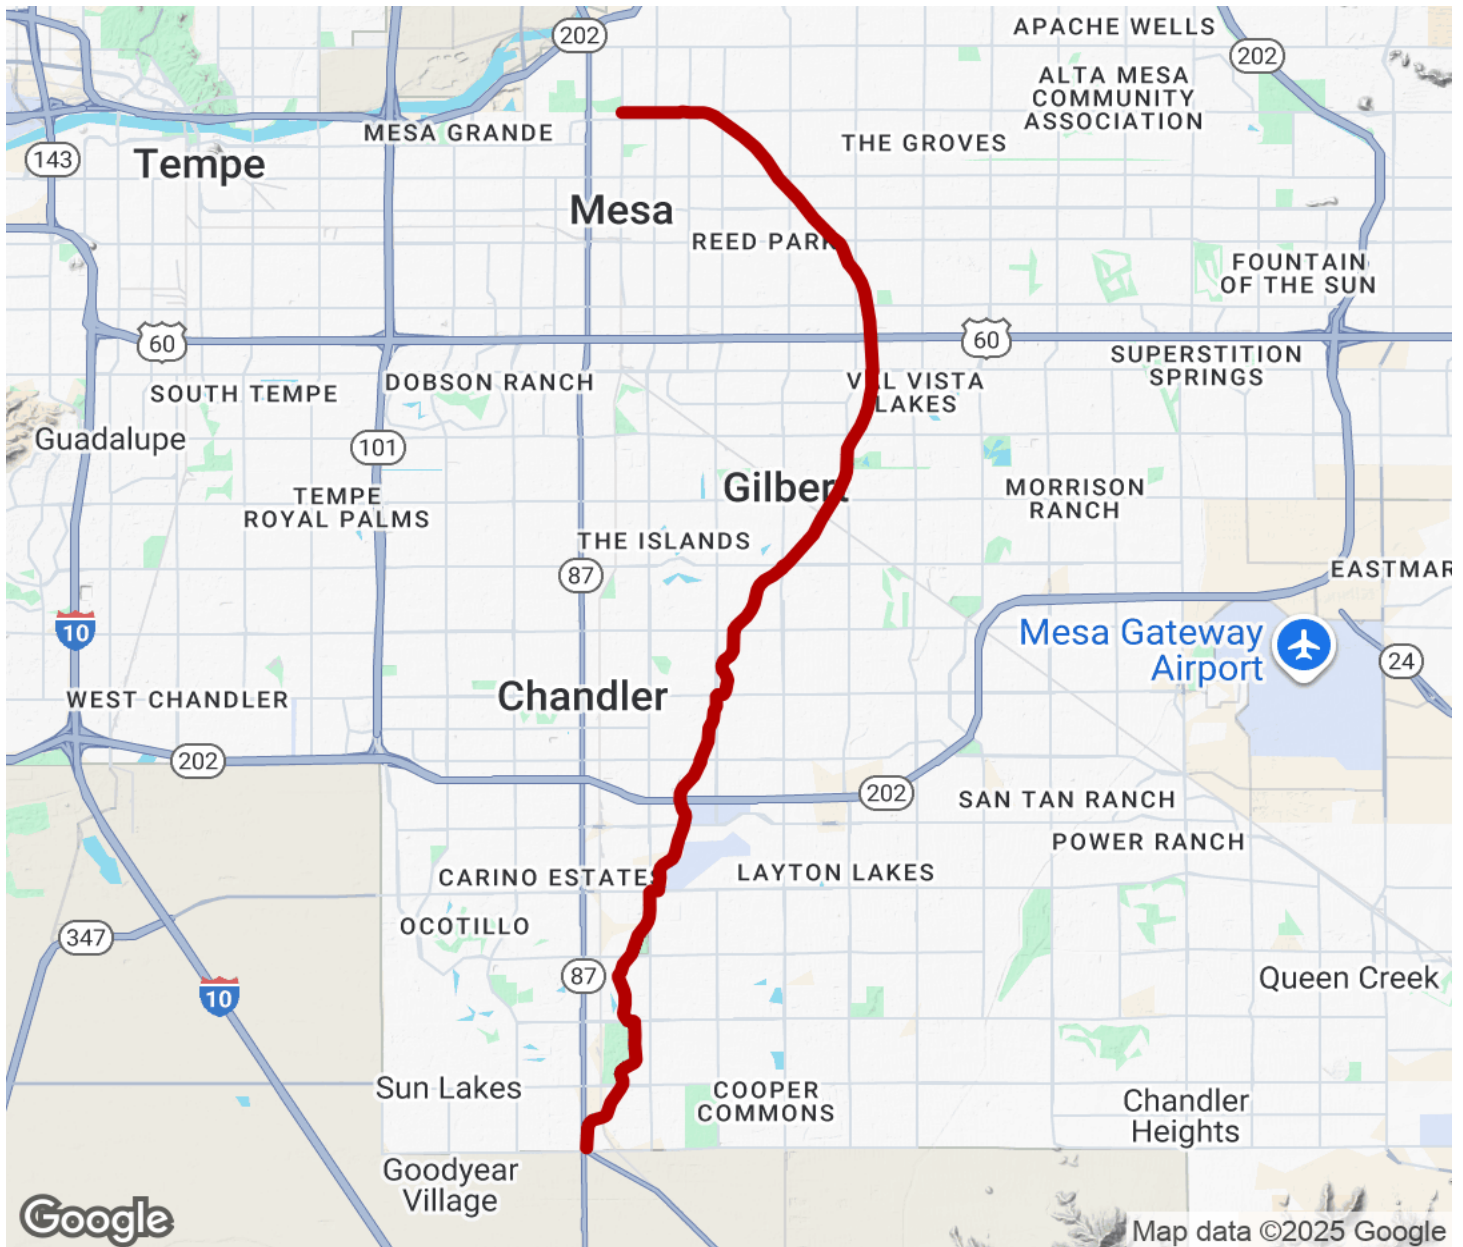 202
APACHE WELLS
202
ALTA MESA
COMMUNITY
ASSOCIATION
MESA GRANDE
THE GROVES
143
Tempe
Mesa
REED PARK
FOUNTAIN
OF THE SUN
60
60
SUPERSTITION
SPRINGS
SOUTH TEMPE
DOBSON RANCH
VAL VISTA
LAKES
Guadalupe
101
Gilbert
MORRISON
RANCH
TEMPE
ROYAL PALMS
THE ISLANDS
87
EASTMAR
10
Mesa Gateway
Airport
24
WEST CHANDLER
Chandler
202
202
SAN TAN RANCH
POWER RANCH
CARINO ESTATES
LAYTON LAKES
OCOTILLO
347
87
10
Queen Creek
Sun Lakes
COOPER
COMMONS
Chandler
Heights
Goodyear
Village
Google
Map data ©2025 Google